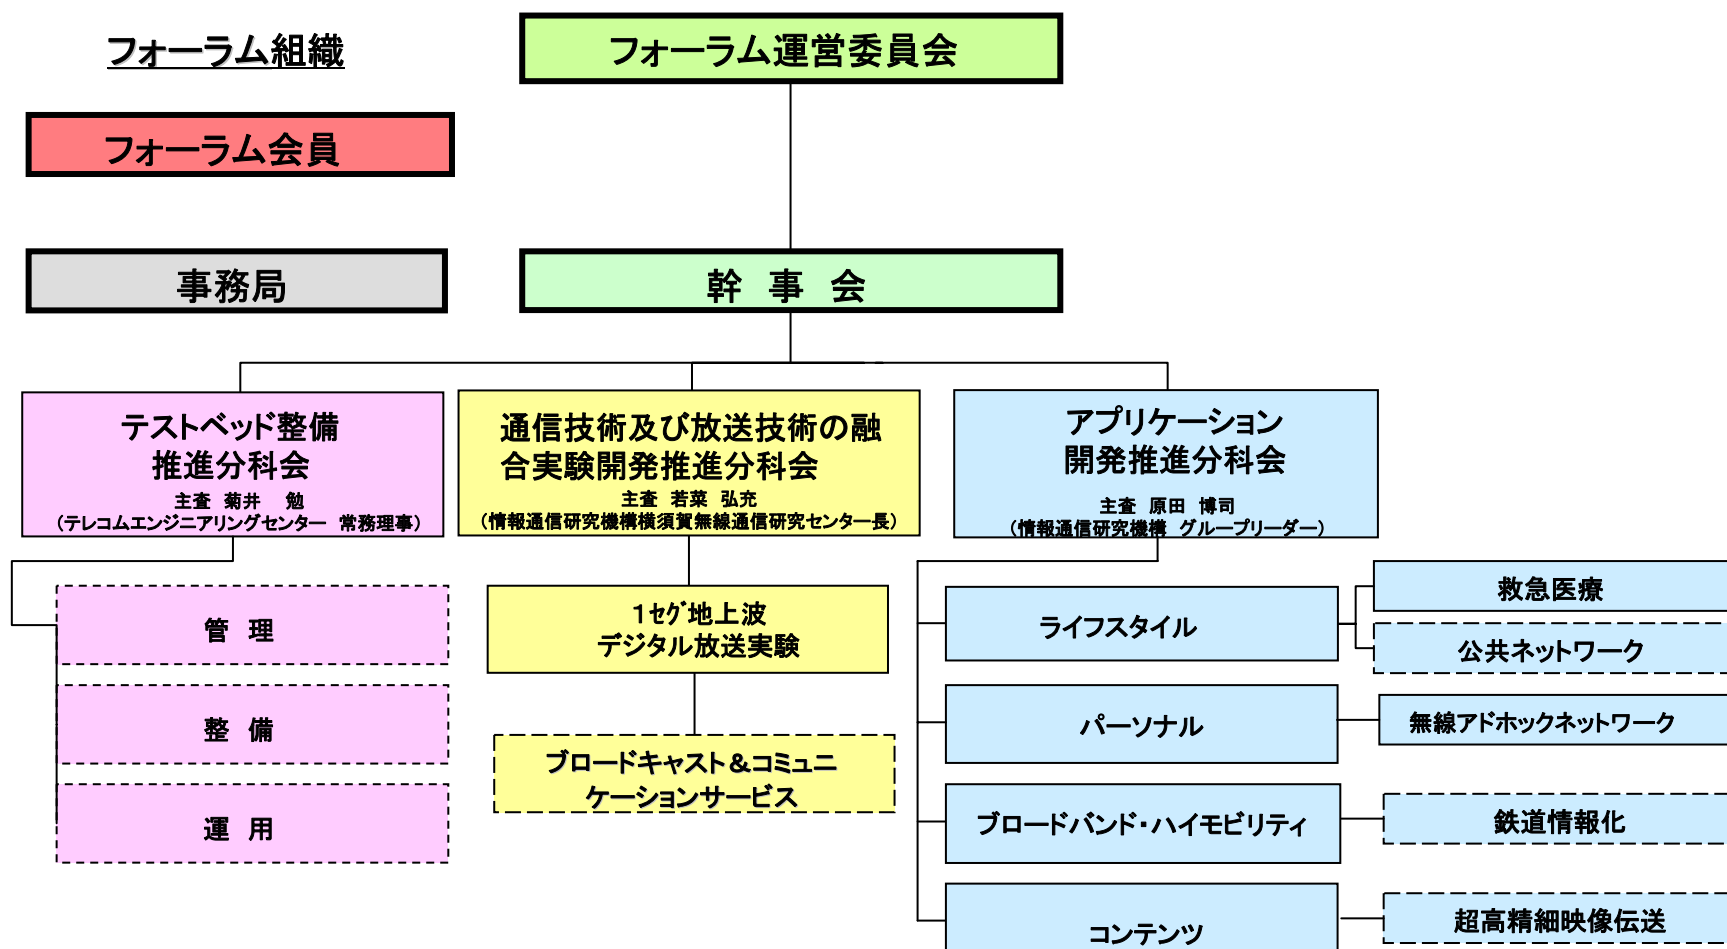 フォーラム組織
フォーラム運営委員会
フォーラム会員
事務局
幹 事 会
テストベッド整備
推進分科会
主査 菊井 勉
（テレコムエンジニアリングセンター 常務理事）
通信技術及び放送技術の融
合実験開発推進分科会
主査 若菜 弘充
（情報通信研究機構横須賀無線通信研究センター長）
アプリケーション
開発推進分科会
主査 原田 博司
（情報通信研究機構 グループリーダー）
管 理
整 備
運 用
１ｾｸﾞ地上波
デジタル放送実験
ブロードキャスト＆コミュニ
ケーションサービス
ライフスタイル
パーソナル
ブロードバンド・ハイモビリティ
コンテンツ
救急医療
公共ネットワーク
無線アドホックネットワーク
鉄道情報化
超高精細映像伝送